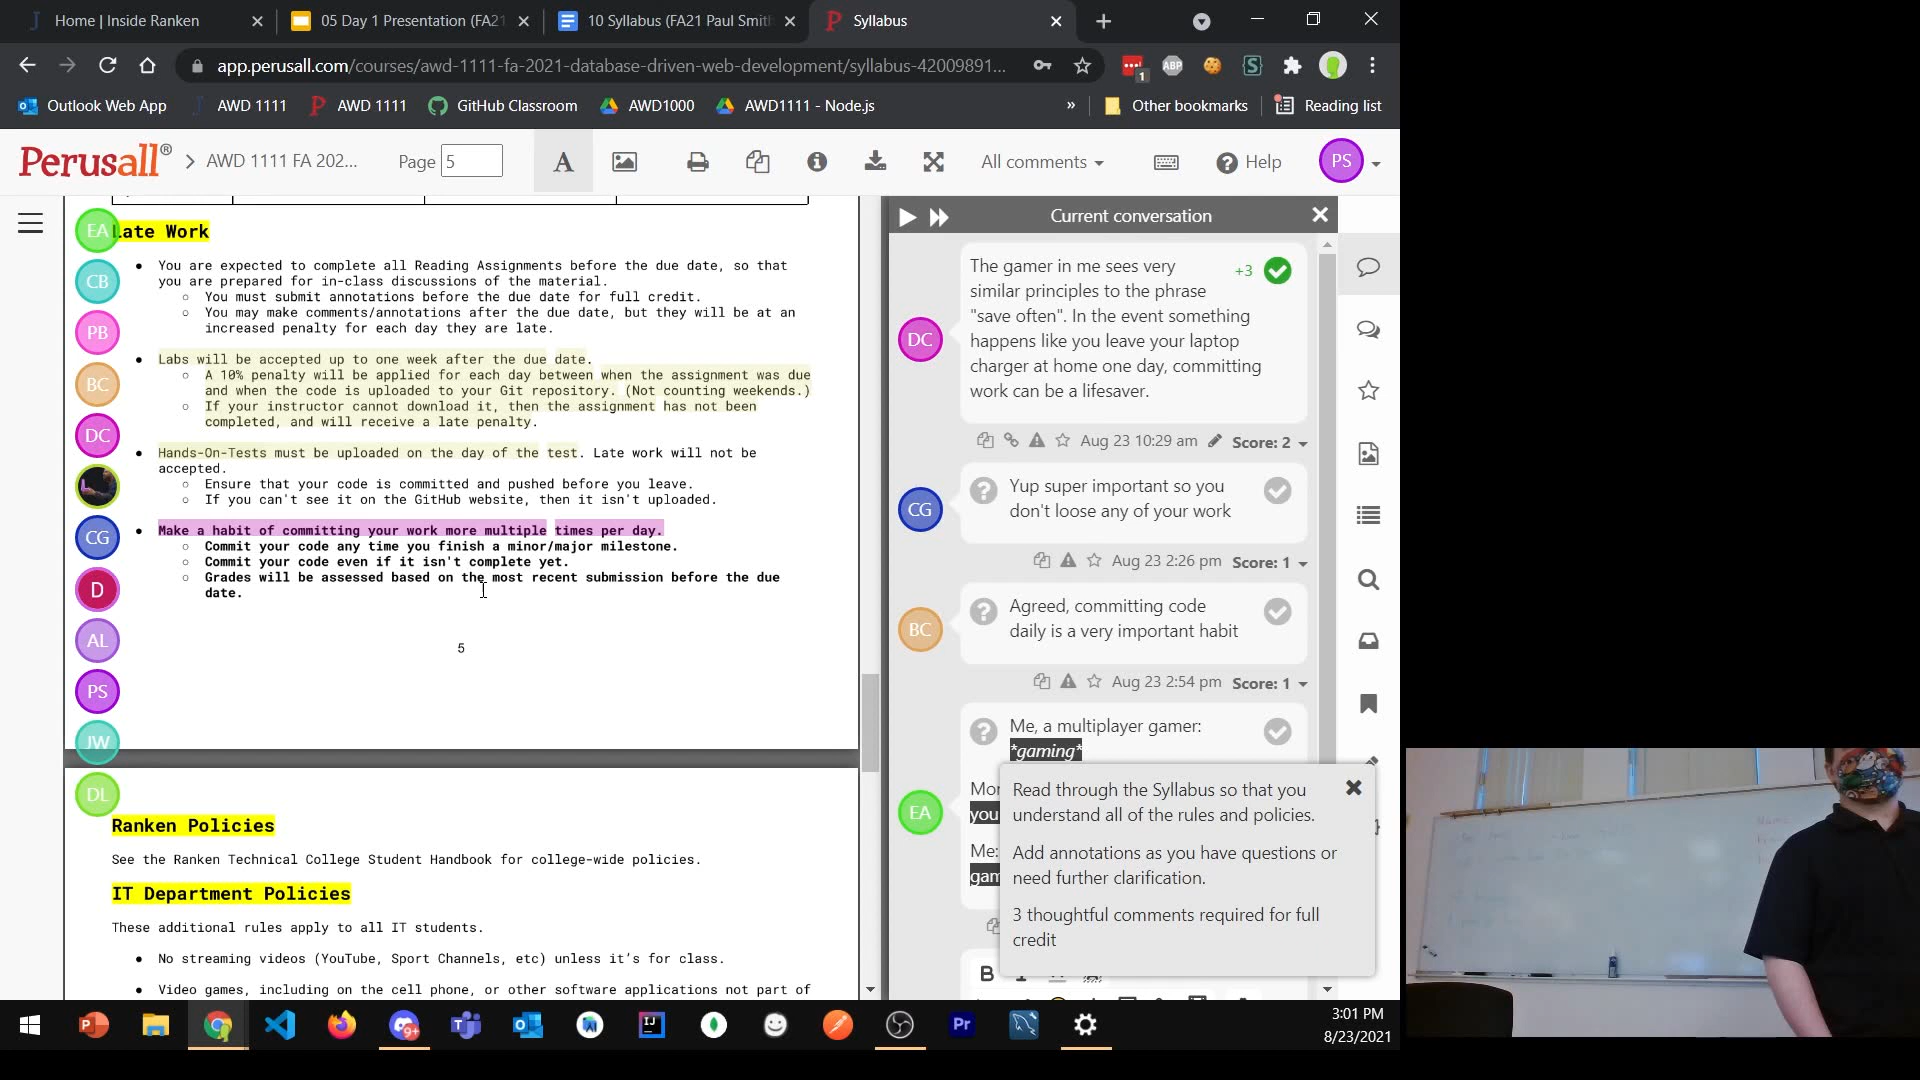 Home | Inside Ranken
05 Day 1 Presentation (FA21
10 Syllabus (FA21 Paul Smith
Syllabus
app.perusall.com/courses/awd-1111-fa-2021-database-driven-web-development/syllabus-42009891...
1
ABP
Outlook Web App
AWD 1111
AWD 1111
GitHub Classroom
AWD1000
AWD1111 - Node.js
»
Other bookmarks
Reading list
Perusall®
AWD 1111 FA 202...
Page 5
A
All comments
Help
PS
Late Work
You are expected to complete all Reading Assignments before the due date, so that
you are prepared for in-class discussions of the material.
You must submit annotations before the due date for full credit.
You may make comments/annotations after the due date, but they will be at an
increased penalty for each day they are late.
Labs will be accepted up to one week after the due date.
A 10% penalty will be applied for each day between when the assignment was due
and when the code is uploaded to your Git repository. (Not counting weekends.)
If your instructor cannot download it, then the assignment has not been
completed, and will receive a late penalty.
Hands-On-Tests must be uploaded on the day of the test. Late work will not be
accepted.
Ensure that your code is committed and pushed before you leave.
If you can't see it on the GitHub website, then it isn't uploaded.
Make a habit of committing your work more multiple times per day.
Commit your code any time you finish a minor/major milestone.
Commit your code even if it isn't complete yet.
Grades will be assessed based on the most recent submission before the due
date.
5
Ranken Policies
See the Ranken Technical College Student Handbook for college-wide policies.
IT Department Policies
These additional rules apply to all IT students.
No streaming videos (YouTube, Sport Channels, etc) unless it's for class.
Video games, including on the cell phone, or other software applications not part of
EA
CB
PB
BC
DC
CG
D
AL
PS
JW
DL
Current conversation
DC
The gamer in me sees very
similar principles to the phrase
"save often". In the event something
happens like you leave your laptop
charger at home one day, committing
work can be a lifesaver.
+3
Aug 23 10:29 am
Score: 2
CG
Yup super important so you
don't loose any of your work
Aug 23 2:26 pm
Score: 1
BC
Agreed, committing code
daily is a very important habit
Aug 23 2:54 pm
Score: 1
EA
Me, a multiplayer gamer:
*gaming*
you
Me:
Read through the Syllabus so that you
understand all of the rules and policies.
Add annotations as you have questions or
need further clarification.
3 thoughtful comments required for full
credit
B
9+
Pr
3:01 PM
8/23/2021